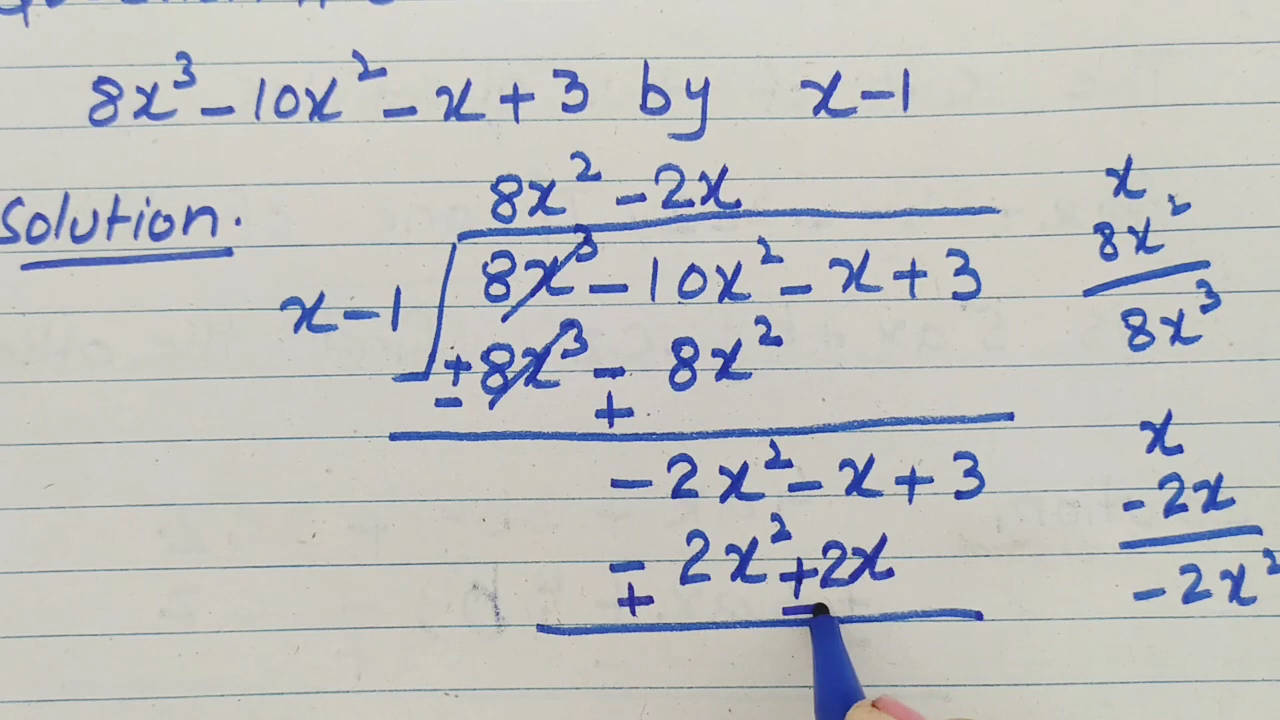 8x³ - 10x² - x + 3 by x - 1
Solution.
8x² - 2x
x - 1 8x³ - 10x² - x + 3
+ 8x³ - 8x²
- +
- 2x² - x + 3
- 2x² + 2x
+ -
x
8x²
8x³
x
- 2x
- 2x²